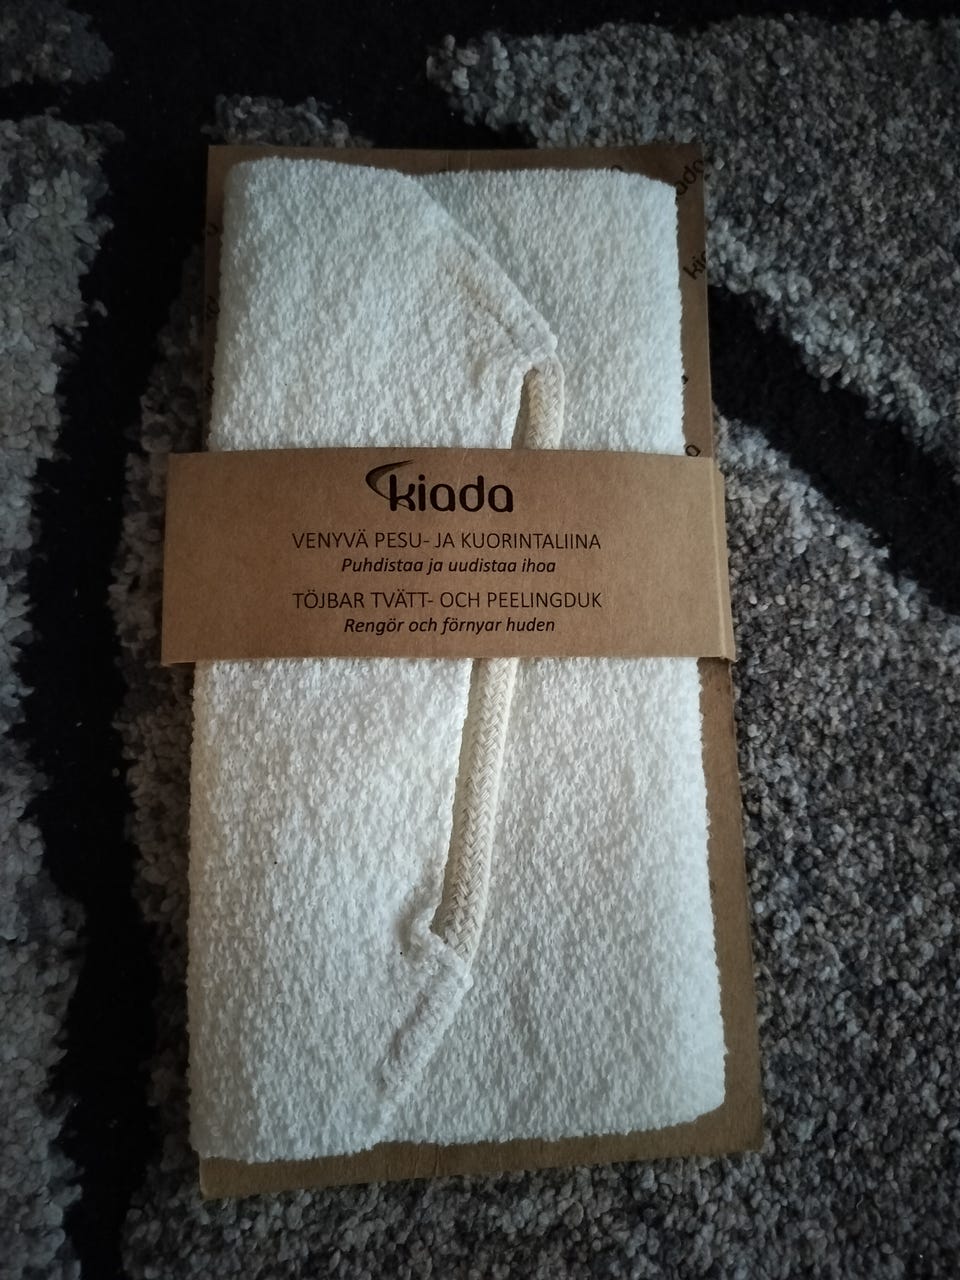 kiada
VENYVÄ PESU- JA KUORINTALIINA
Puhdistaa ja uudistaa ihoa
TÖJBAR TVÄTT- OCH PEELINGDUK
Rengör och förnyar huden